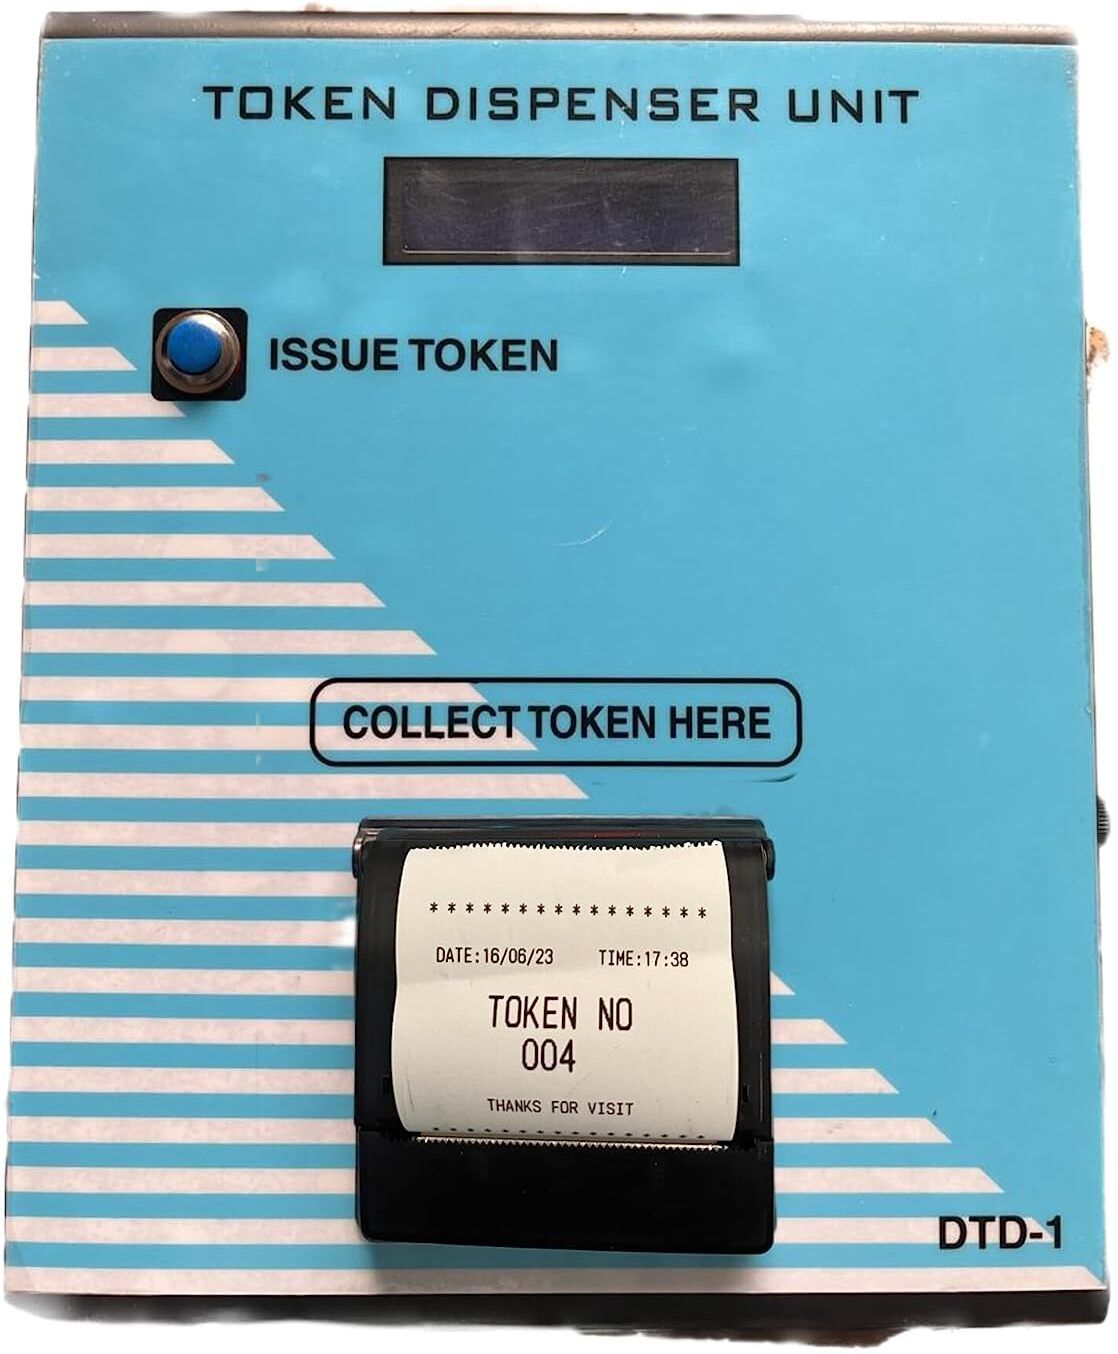 TOKEN DISPENSER UNIT
ISSUE TOKEN
COLLECT TOKEN HERE
****************
DATE:16/06/23 TIME:17:38
TOKEN NO
004
THANKS FOR VISIT
DTD-1